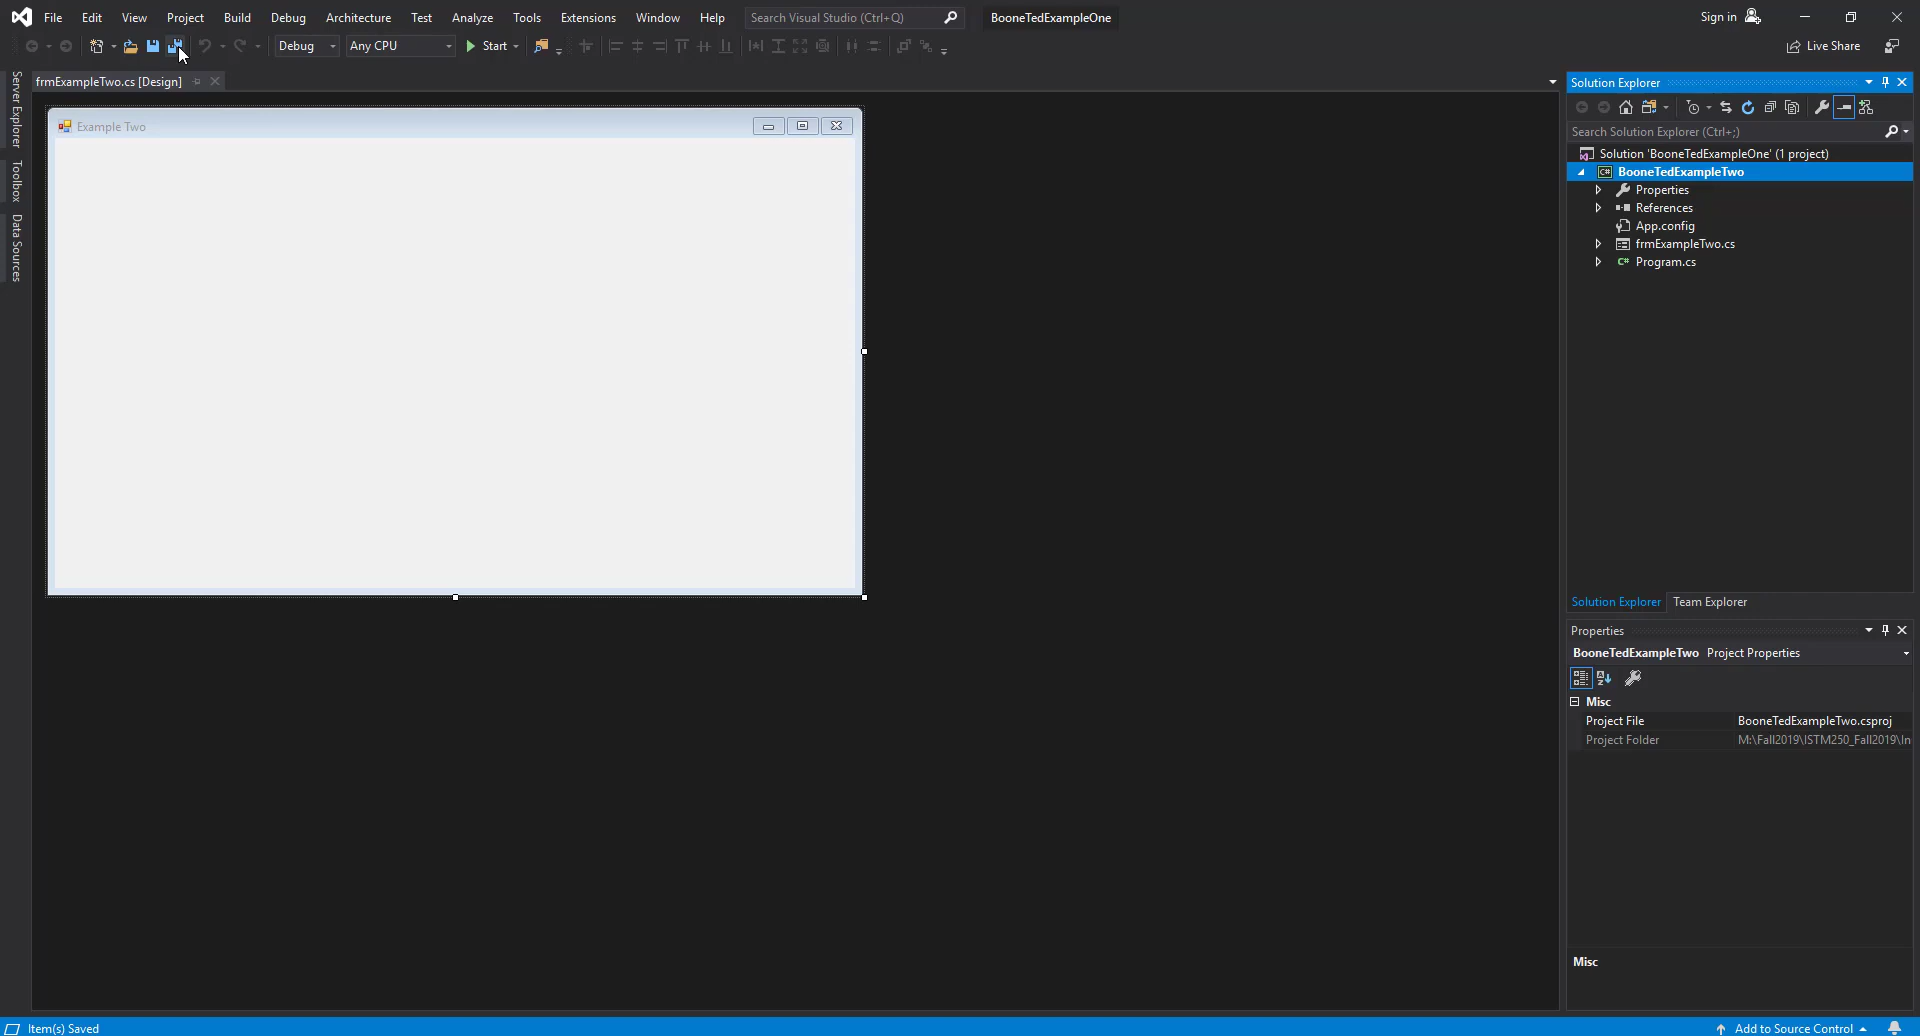 File Edit View Project Build Debug Architecture Test Analyze Tools Extensions Window Help Search Visual Studio (Ctrl+Q) BooneTedExampleOne Sign in
Debug Any CPU Start Live Share
Server Explorer
Toolbox
Data Sources
frmExampleTwo.cs [Design]
Example Two
Solution Explorer
Search Solution Explorer (Ctrl+;)
Solution 'BooneTedExampleOne' (1 project)
BooneTedExampleTwo
Properties
References
App.config
frmExampleTwo.cs
Program.cs
Solution Explorer Team Explorer
Properties
BooneTedExampleTwo Project Properties
Misc
Project File BooneTedExampleTwo.csproj
Project Folder M:\Fall2019\ISTM250_Fall2019\In
Misc
Item(s) Saved Add to Source Control